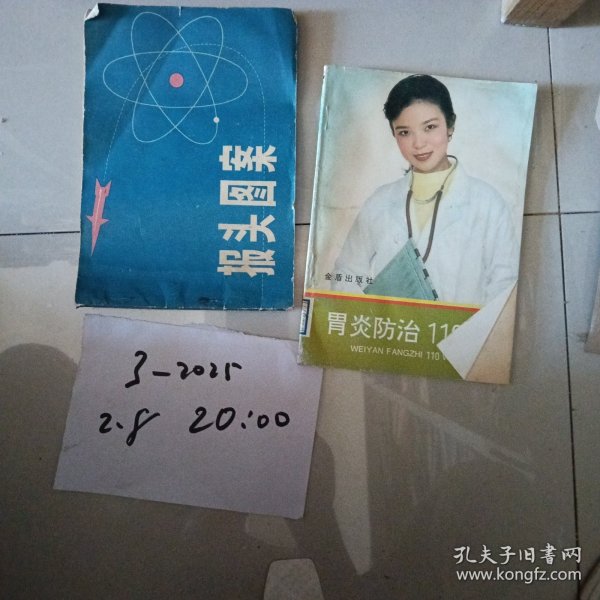 报头图案
金盾出版社
胃炎防治 11
WEIYAN FANGZHI 110
3-2025
2.8 20:00
孔夫子旧书网
www.kongfz.com